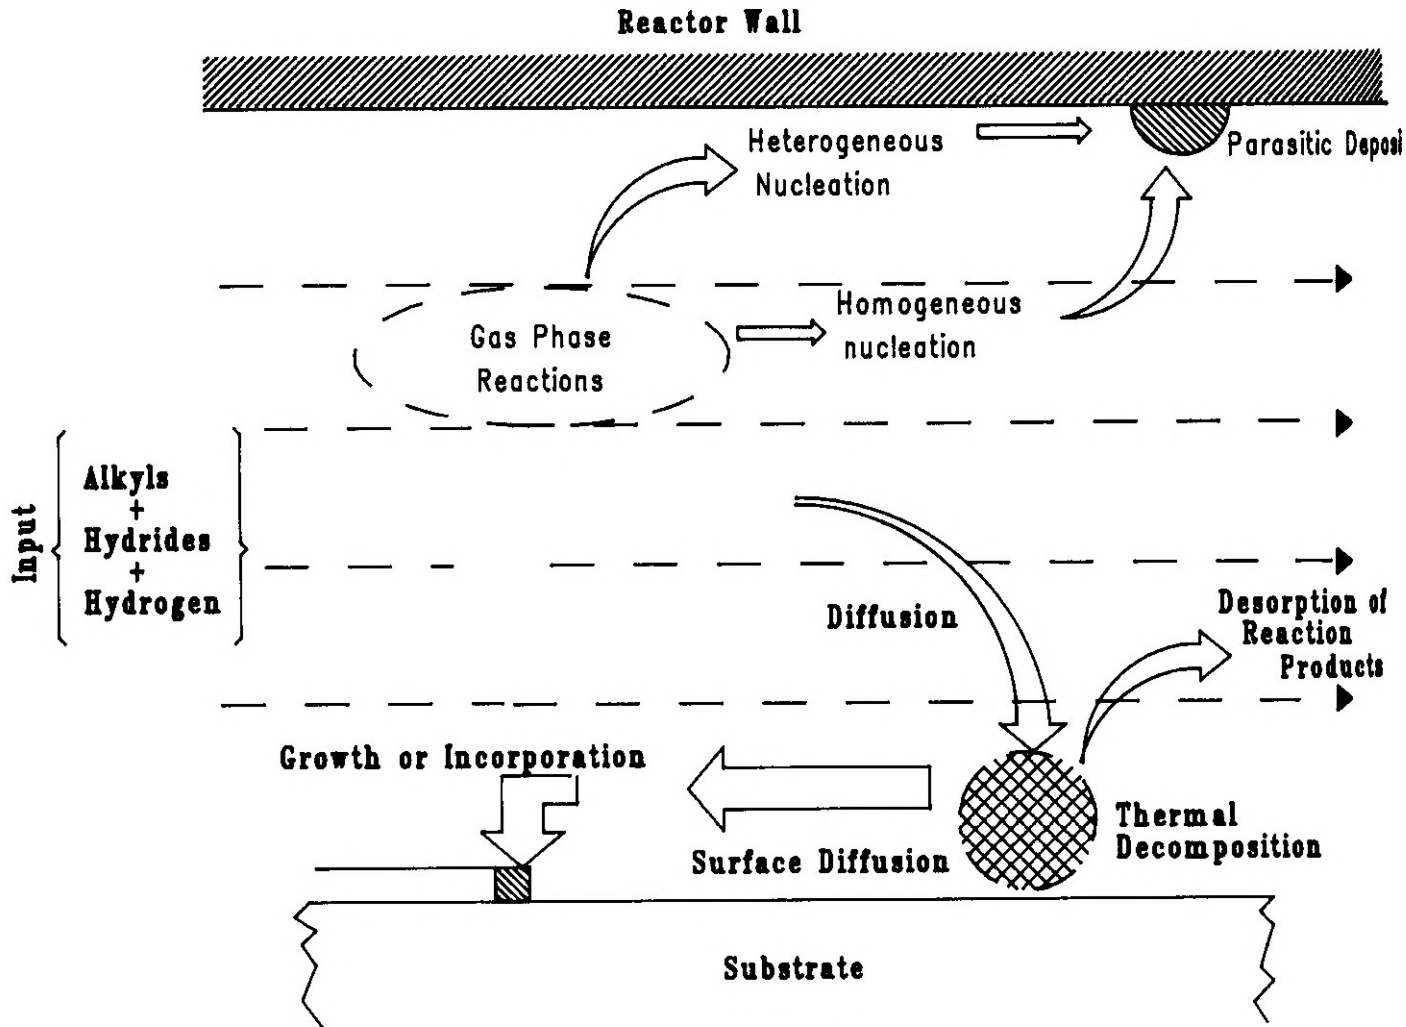 Reactor Wall
Heterogeneous
Nucleation
Parasitic Deposi
Homogeneous
nucleation
Gas Phase
Reactions
Input
Alkyls
+
Hydrides
+
Hydrogen
Diffusion
Desorption of
Reaction
Products
Growth or Incorporation
Surface Diffusion
Thermal
Decomposition
Substrate